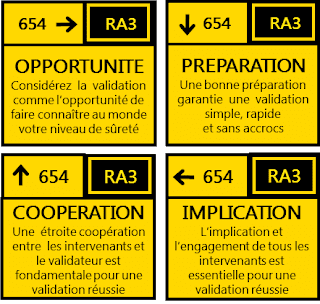 654 → RA3
OPPORTUNITE
Considérez la validation
comme l'opportunité de
faire connaître au monde
votre niveau de sûreté
↓ 654 RA3
PREPARATION
Une bonne préparation
garantie une validation
simple, rapide
et sans accrocs
↑ 654 RA3
COOPERATION
Une étroite coopération
entre les intervenants et
le validateur est
fondamentale pour une
validation réussie
← 654 RA3
IMPLICATION
L'implication et
l'engagement de tous les
intervenants est
essentielle pour une
validation réussie